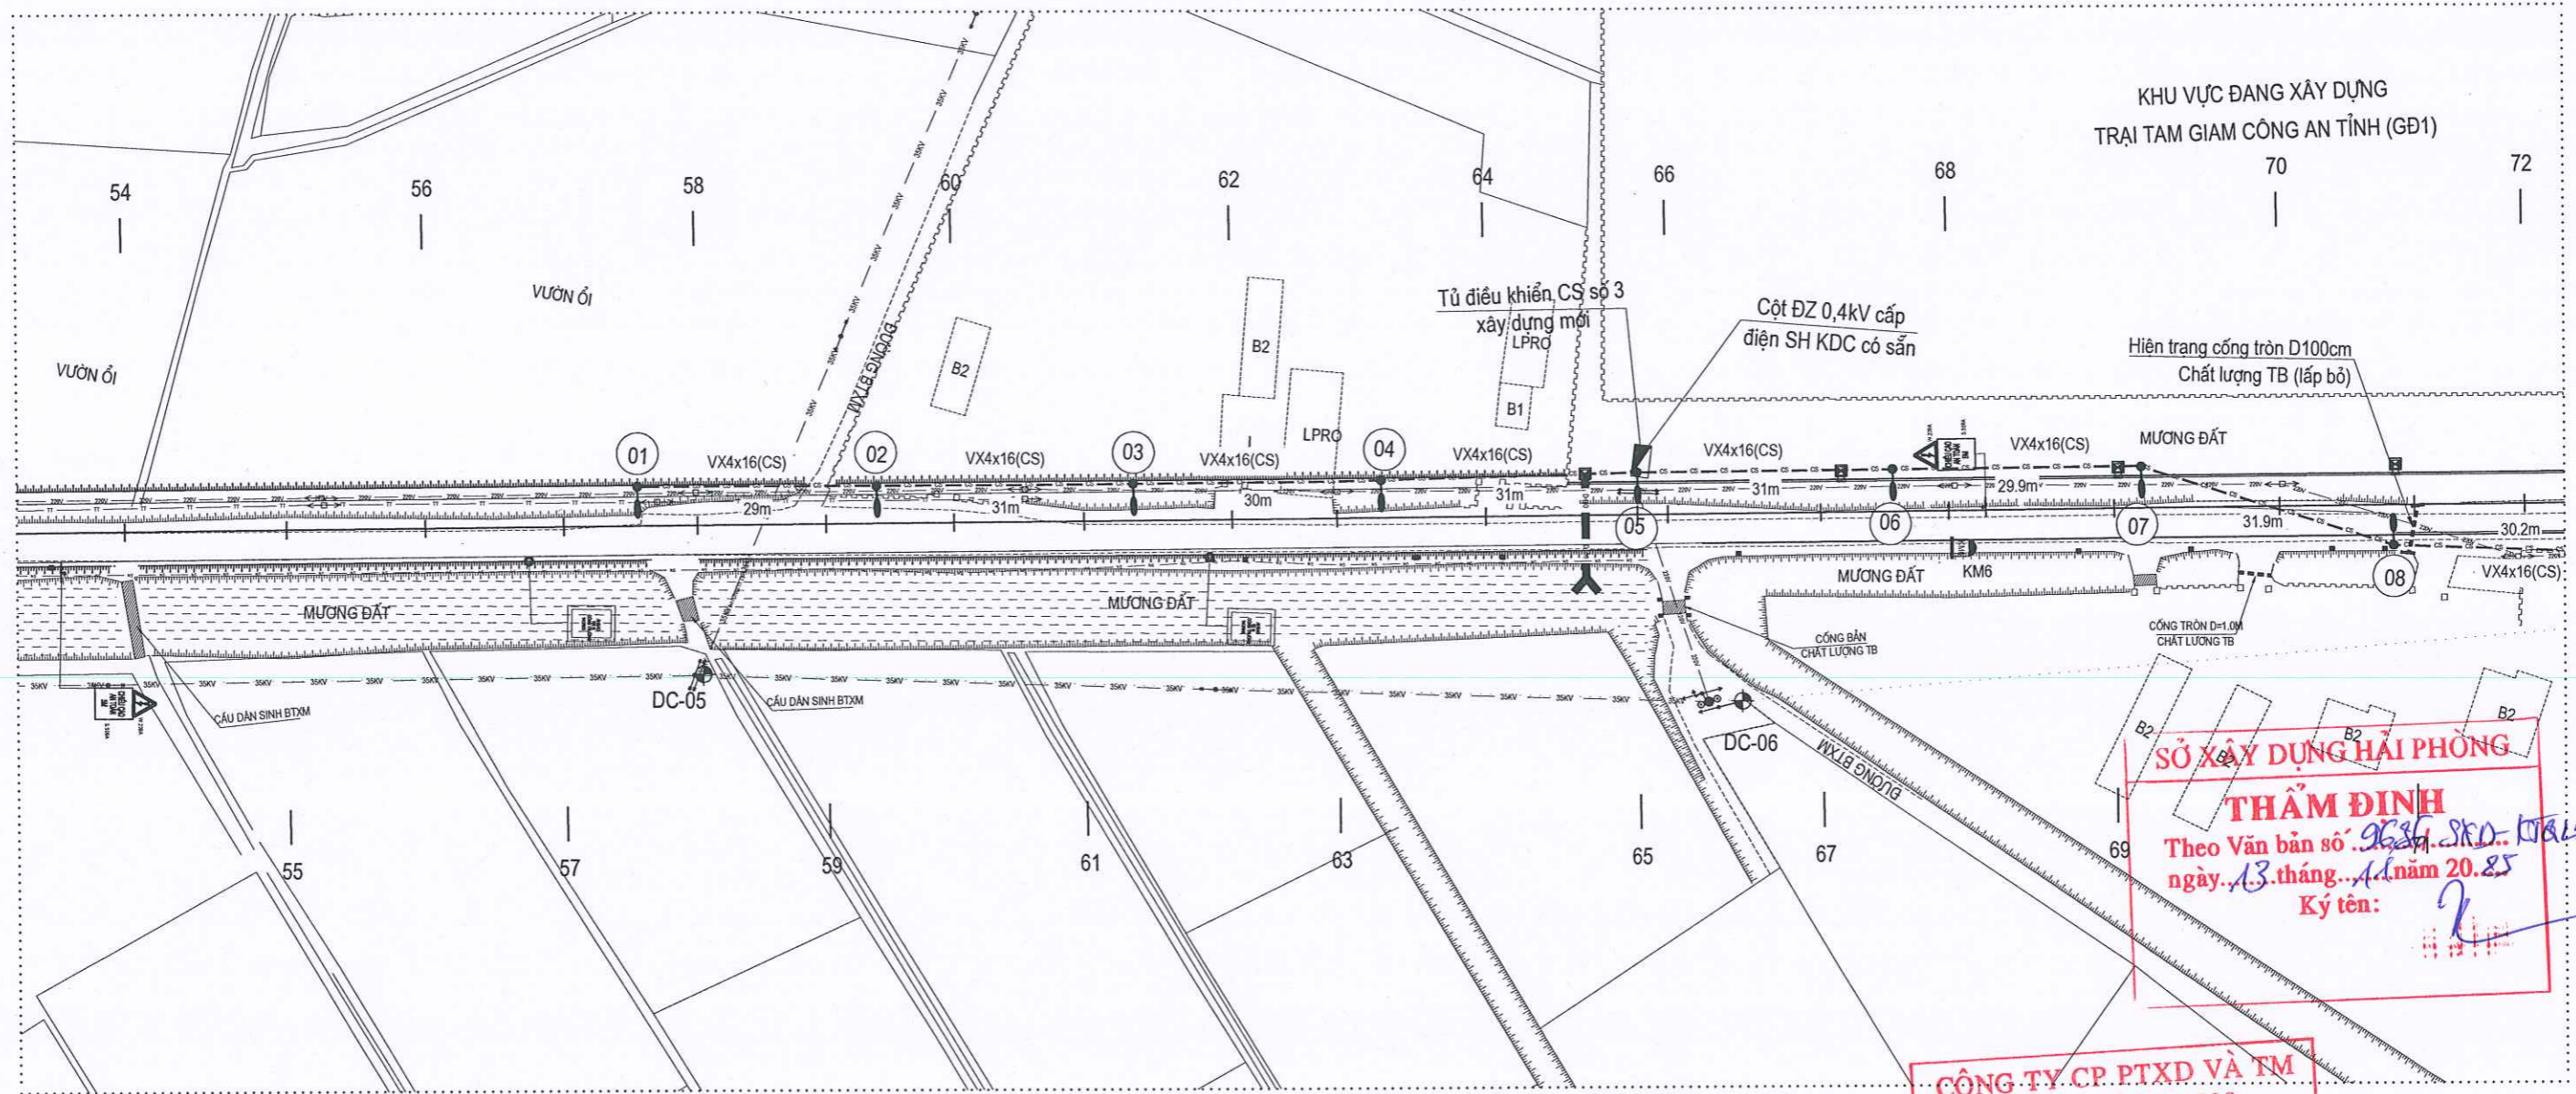 KHU VỰC ĐANG XÂY DỰNG
TRẠI TAM GIAM CÔNG AN TỈNH (GĐ1)
54
56
58
60
62
64
66
68
70
72
VƯỜN ỔI
VƯỜN ỔI
35KV
ĐƯỜNG BTXM
B2
B2
LPRO
LPRO
B1
Tủ điều khiển CS số 3
xây dựng mới
Cột ĐZ 0,4kV cấp
điện SH KDC có sẵn
Hiện trạng cống tròn D100cm
Chất lượng TB (lấp bỏ)
01
VX4x16(CS)
02
VX4x16(CS)
03
VX4x16(CS)
04
VX4x16(CS)
VX4x16(CS)
VX4x16(CS)
MƯƠNG ĐẤT
29m
31m
30m
31m
31m
29.9m
31.9m
30.2m
05
06
07
08
VX4x16(CS)
KM6
MƯƠNG ĐẤT
MƯƠNG ĐẤT
MƯƠNG ĐẤT
CẦU DÂN SINH BTXM
CẦU DÂN SINH BTXM
CỐNG BẢN
CHẤT LƯỢNG TB
CỐNG TRÒN D=1.0M
CHẤT LƯỢNG TB
DC-05
DC-06
ĐƯỜNG BTXM
B2
B2
B2
B2
55
57
59
61
63
65
67
69
71
SỞ XÂY DỰNG HẢI PHÒNG
THẨM ĐỊNH
Theo Văn bản số
ngày 13 tháng 11 năm 20 25
Ký tên:
CÔNG TY CP PTXD VÀ TM